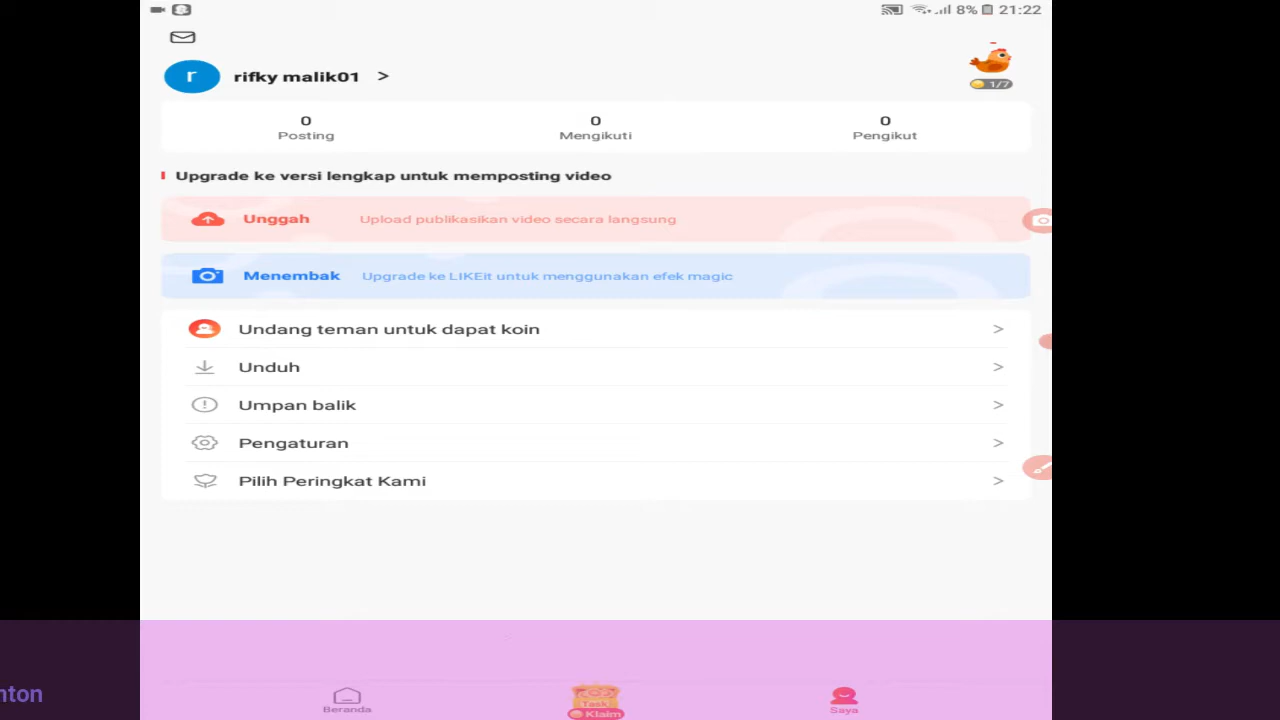 8% 21:22
r rifky malik01 >
1/7
0 0 0
Posting Mengikuti Pengikut
Upgrade ke versi lengkap untuk memposting video
Unggah Upload publikasikan video secara langsung
Menembak Upgrade ke LIKEit untuk menggunakan efek magic
Undang teman untuk dapat koin >
Unduh >
Umpan balik >
Pengaturan >
Pilih Peringkat Kami >
nton
Beranda Task Klaim Saya